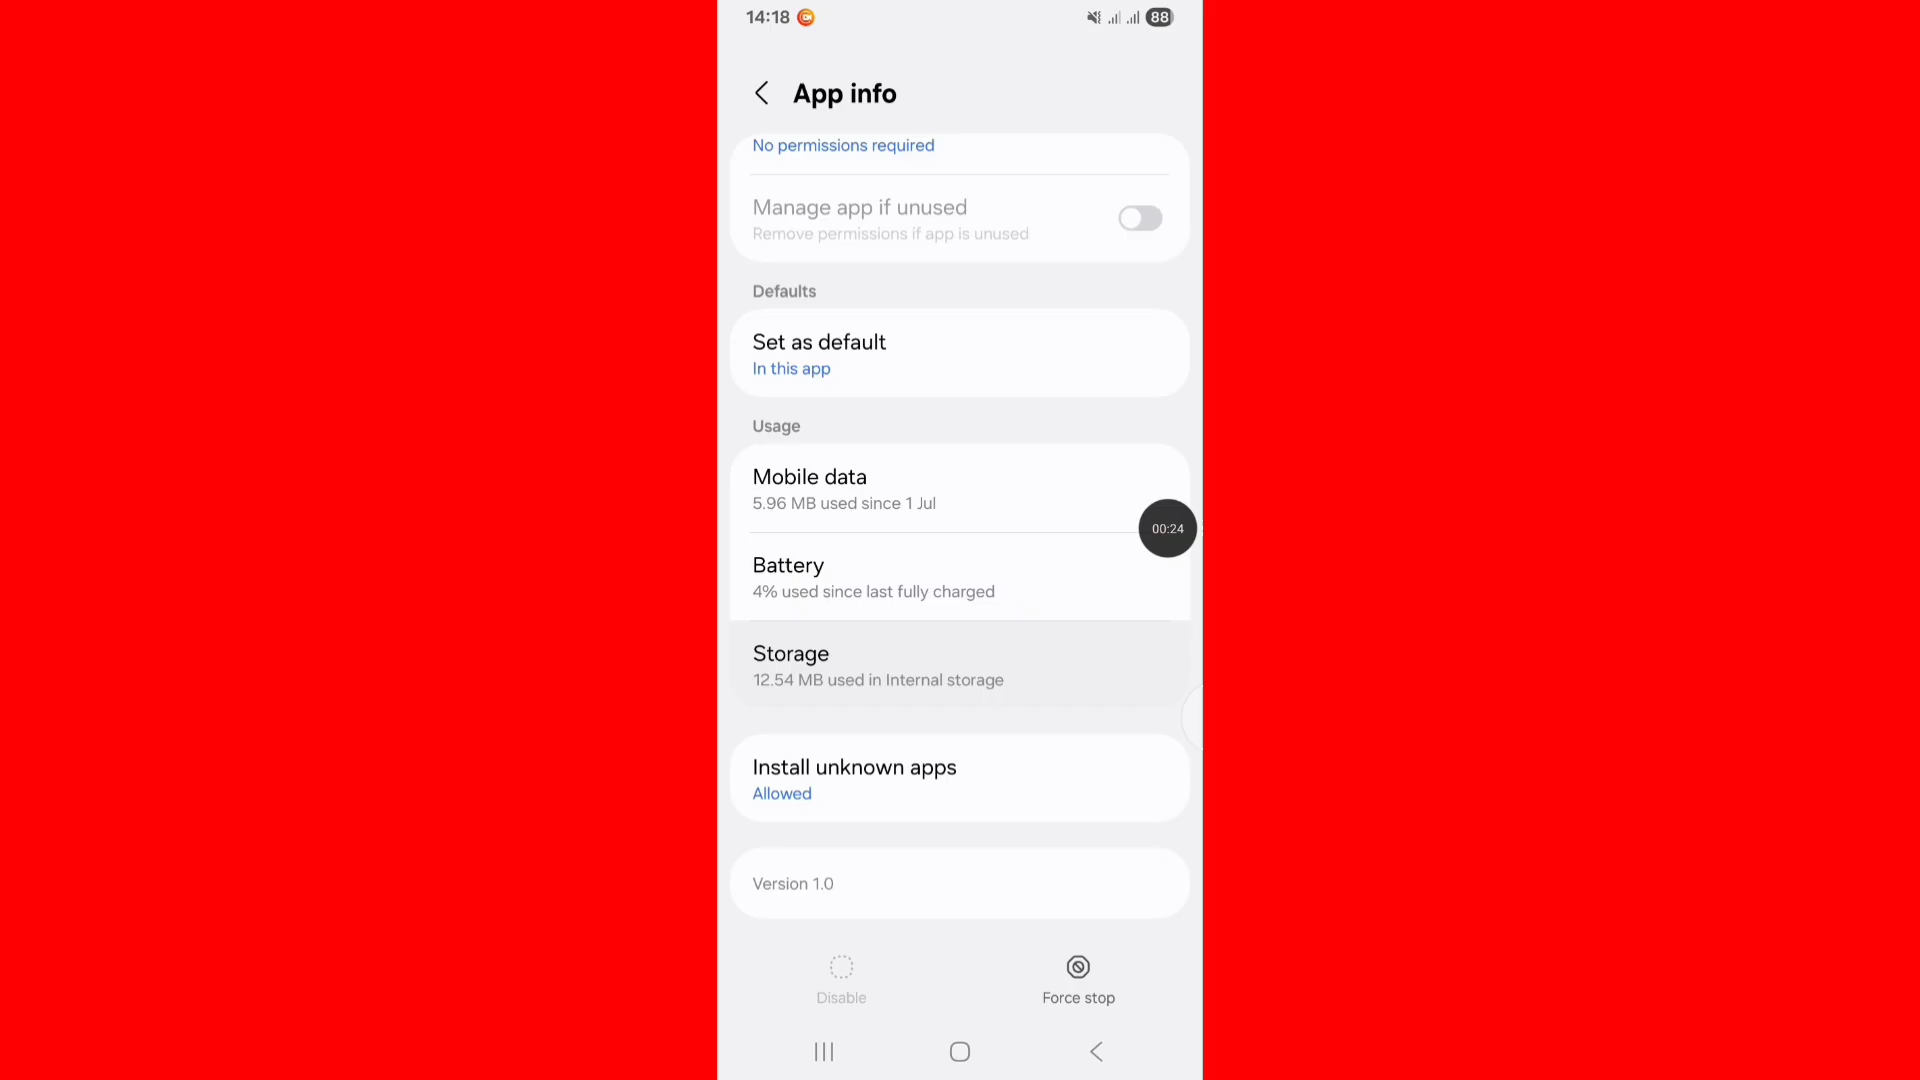 14:18
88
App info
No permissions required
Manage app if unused
Remove permissions if app is unused
Defaults
Set as default
In this app
Usage
Mobile data
5.96 MB used since 1 Jul
00:24
Battery
4% used since last fully charged
Storage
12.54 MB used in Internal storage
Install unknown apps
Allowed
Version 1.0
Disable
Force stop